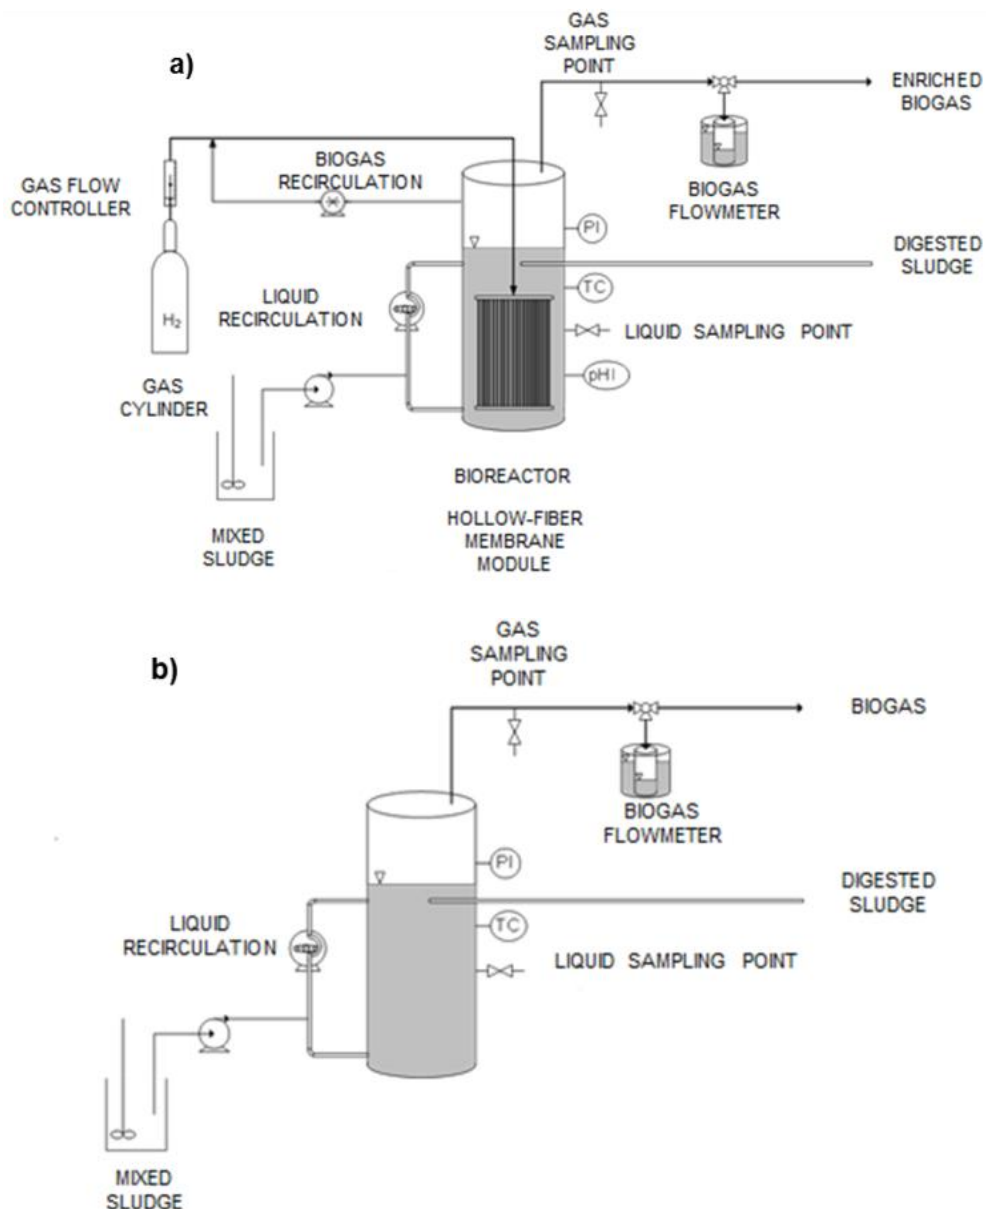 a)
GAS
SAMPLING
POINT
ENRICHED
BIOGAS
BIOGAS
RECIRCULATION
GAS FLOW
CONTROLLER
BIOGAS
FLOWMETER
PI
DIGESTED
SLUDGE
TC
LIQUID
RECIRCULATION
H2
LIQUID SAMPLING POINT
pHI
GAS
CYLINDER
BIOREACTOR
HOLLOW-FIBER
MEMBRANE
MODULE
MIXED
SLUDGE
b)
GAS
SAMPLING
POINT
BIOGAS
BIOGAS
FLOWMETER
PI
DIGESTED
SLUDGE
TC
LIQUID
RECIRCULATION
LIQUID SAMPLING POINT
MIXED
SLUDGE